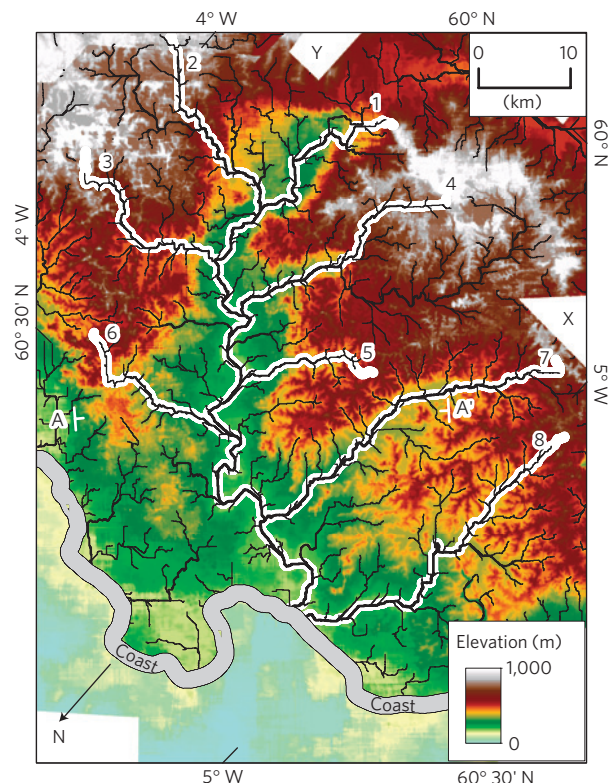 4° W
60° N
Y
0
10
(km)
2
1
60° N
3
4
4° W
60° 30′ N
X
6
5
7
A
A'
5° W
8
Elevation (m)
1,000
0
Coast
Coast
N
5° W
60° 30′ N